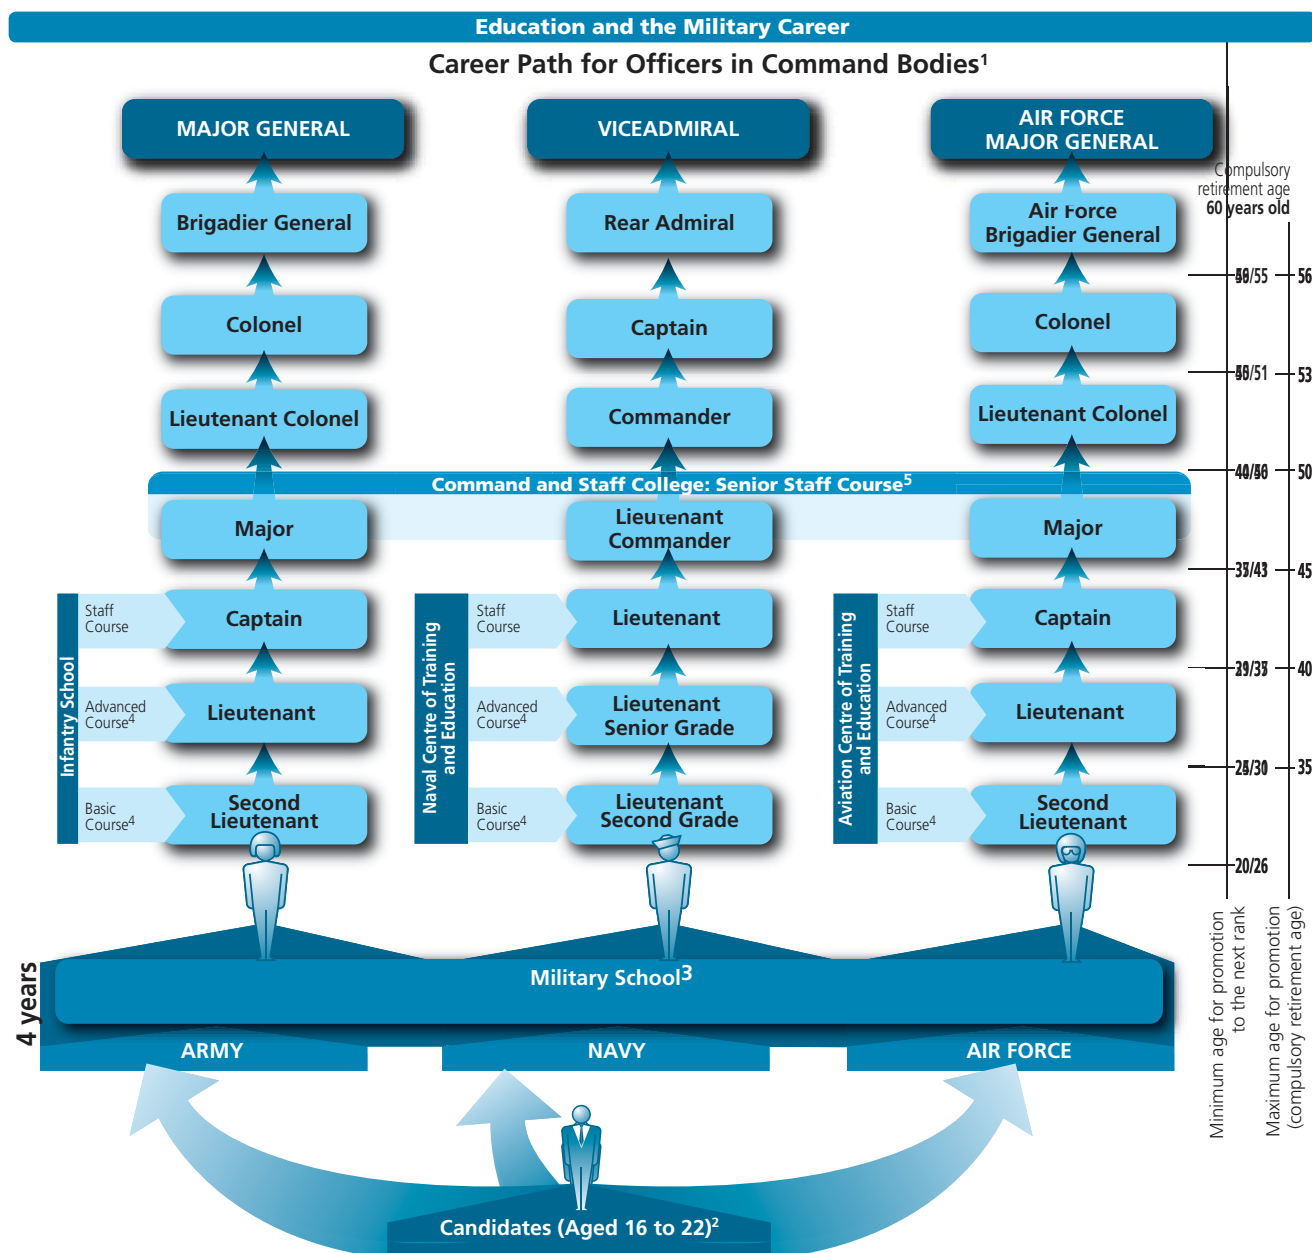 Education and the Military Career
Career Path for Officers in Command Bodies¹
MAJOR GENERAL
VICEADMIRAL
AIR FORCE
MAJOR GENERAL
Compulsory
retirement age
60 years old
Brigadier General
Rear Admiral
Air Force
Brigadier General
/55
56
Colonel
Captain
Colonel
/51
53
Lieutenant Colonel
Commander
Lieutenant Colonel
50
Command and Staff College: Senior Staff Course⁵
Major
Lieutenant
Commander
Major
/43
45
Infantry School
Staff
Course
Captain
Naval Centre of Training
and Education
Staff
Course
Lieutenant
Aviation Centre of Training
and Education
Staff
Course
Captain
40
Advanced
Course⁴
Lieutenant
Advanced
Course⁴
Lieutenant
Senior Grade
Advanced
Course⁴
Lieutenant
35
Basic
Course⁴
Second
Lieutenant
Basic
Course⁴
Lieutenant
Second Grade
Basic
Course⁴
Second
Lieutenant
20/26
Minimum age for promotion
to the next rank
Maximum age for promotion
(compulsory retirement age)
4 years
Military School³
ARMY
NAVY
AIR FORCE
Candidates (Aged 16 to 22)²